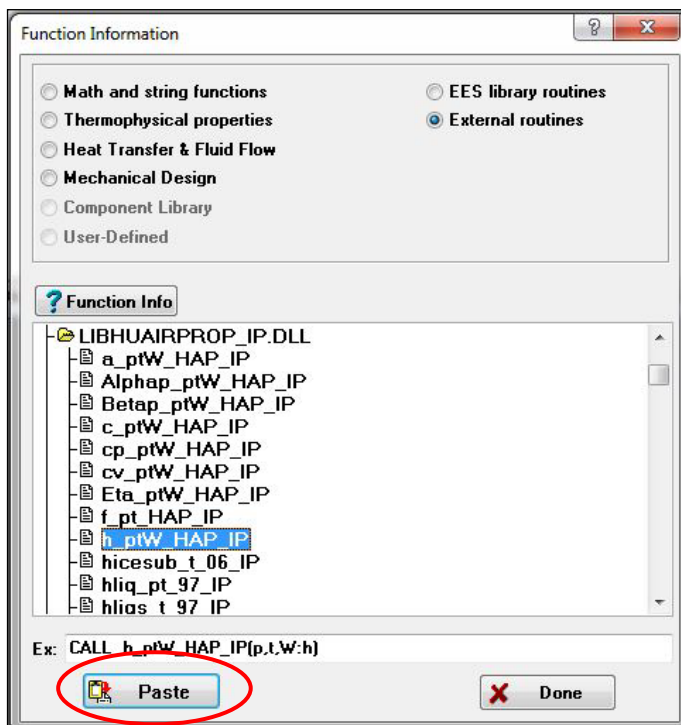 Function Information
Math and string functions
EES library routines
Thermophysical properties
External routines
Heat Transfer & Fluid Flow
Mechanical Design
Component Library
User-Defined
? Function Info
LIBHUAIRPROP_IP.DLL
a_ptW_HAP_IP
Alphap_ptW_HAP_IP
Betap_ptW_HAP_IP
c_ptW_HAP_IP
cp_ptW_HAP_IP
cv_ptW_HAP_IP
Eta_ptW_HAP_IP
f_pt_HAP_IP
h_ptW_HAP_IP
hicesub_t_06_IP
hliq_pt_97_IP
hliqs_t_97_IP
Ex: CALL h_ptW_HAP_IP(p,t,W:h)
Paste
Done